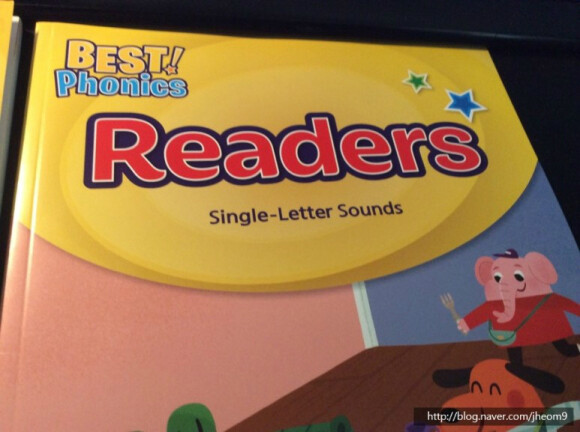 BEST!
Phonics
Readers
Single-Letter Sounds
http://blog.naver.com/jheom9